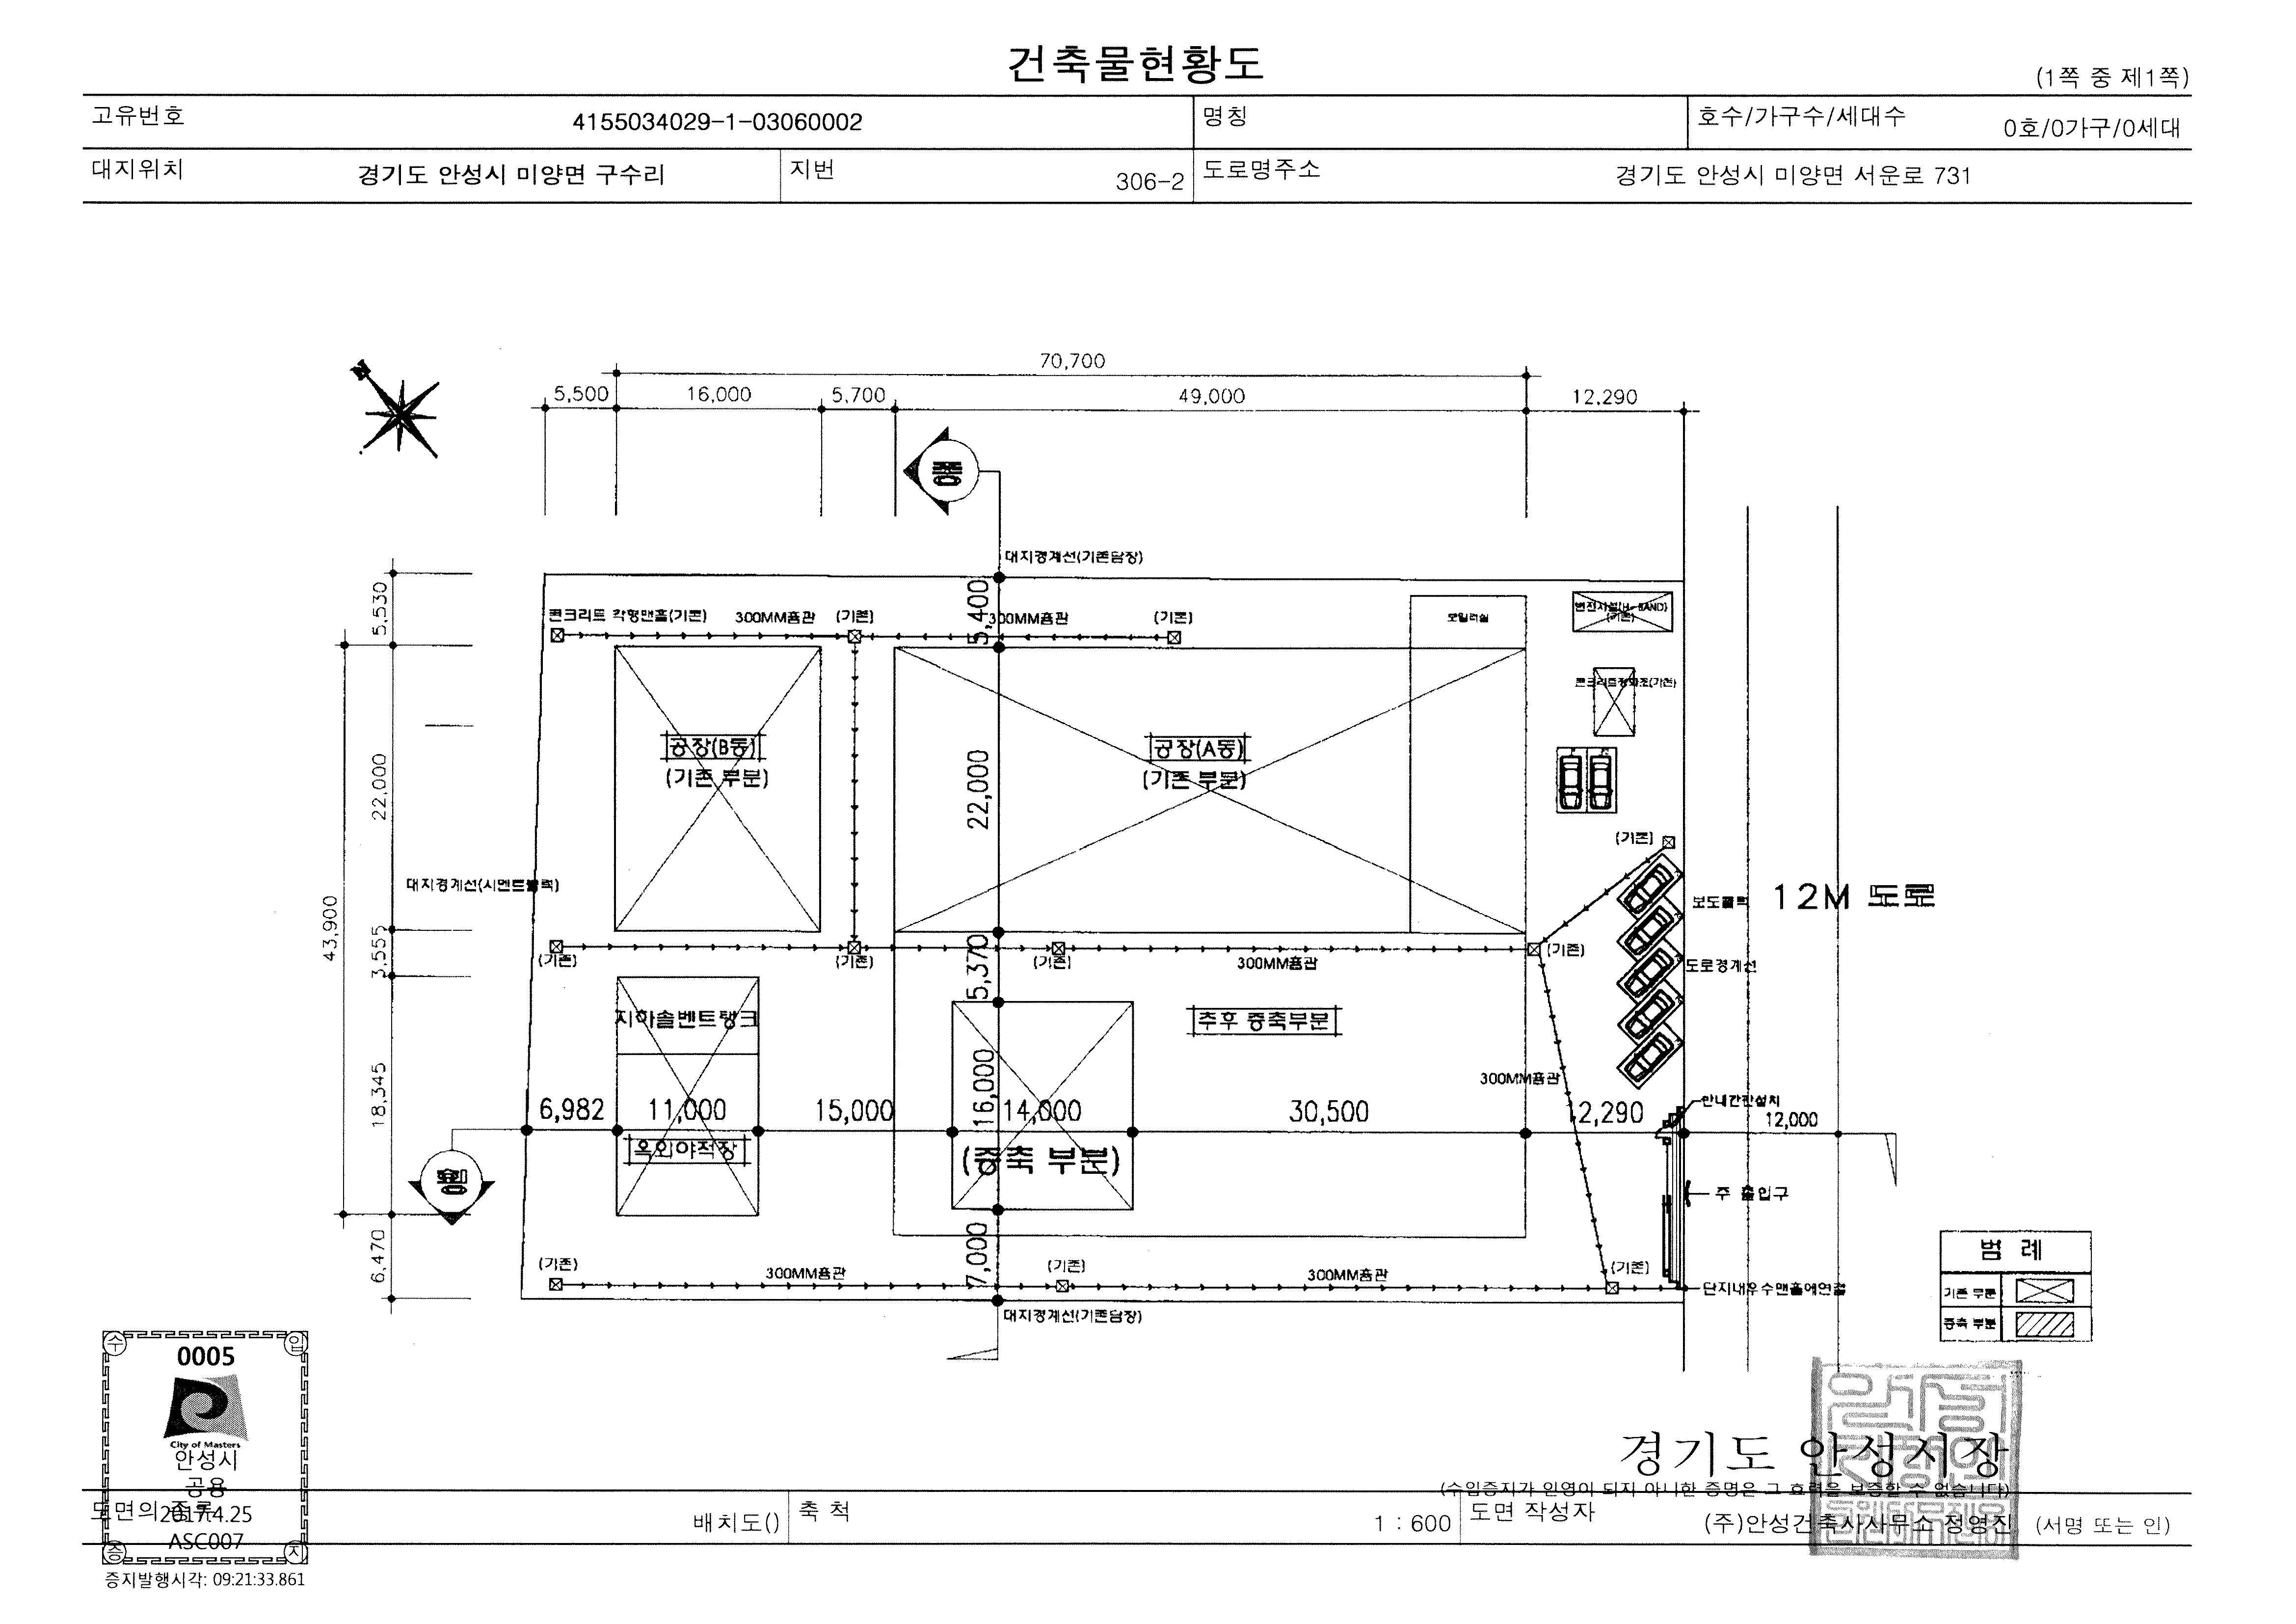 건축물현황도
(1쪽 중 제1쪽)
고유번호 4155034029-1-03060002 명칭 호수/가구수/세대수 0호/0가구/0세대
대지위치 경기도 안성시 미양면 구수리 지번 306-2 도로명주소 경기도 안성시 미양면 서운로 731
70,700
5,500 16,000 5,700 49,000 12,290
N
종
대지경계선(기존담장)
5,530
5,400
콘크리트 각형맨홀(기존) 300MM흄관 (기존) 300MM흄관 (기존)
보일러실
(기존)
콘크리트정화조(기존)
공장(B동)
(기존 부분)
공장(A동)
(기존 부분)
22,000
22,000
(기존)
대지경계선(시멘트블럭)
43,900
보도블럭
12M 도로
3,555
5,370
(기존) (기존) (기존) 300MM흄관 (기존)
도로경계선
지하솔벤트탱크
추후 증축부분
18,345
16,000
300MM흄관
6,982 11,000 15,000 14,000 30,500 12,290 12,000
안내간판설치
옥외야적장
(증축 부분)
횡
주 출입구
6,470
7,000
(기존) 300MM흄관 (기존) 300MM흄관 (기존)
단지내우수맨홀에연결
대지경계선(기존담장)
범 례
기존 부분
증축 부분
수 입
0005
City of Masters
안성시
공용
2017.4.25
ASC007
증 지
증지발행시각: 09:21:33.861
경기도 안성시장
(수입증지가 인영이 되지 아니한 증명은 그 효력을 보증할 수 없습니다)
도면의 종류 배치도() 축 척 1 : 600 도면 작성자 (주)안성건축사사무소 정영진 (서명 또는 인)